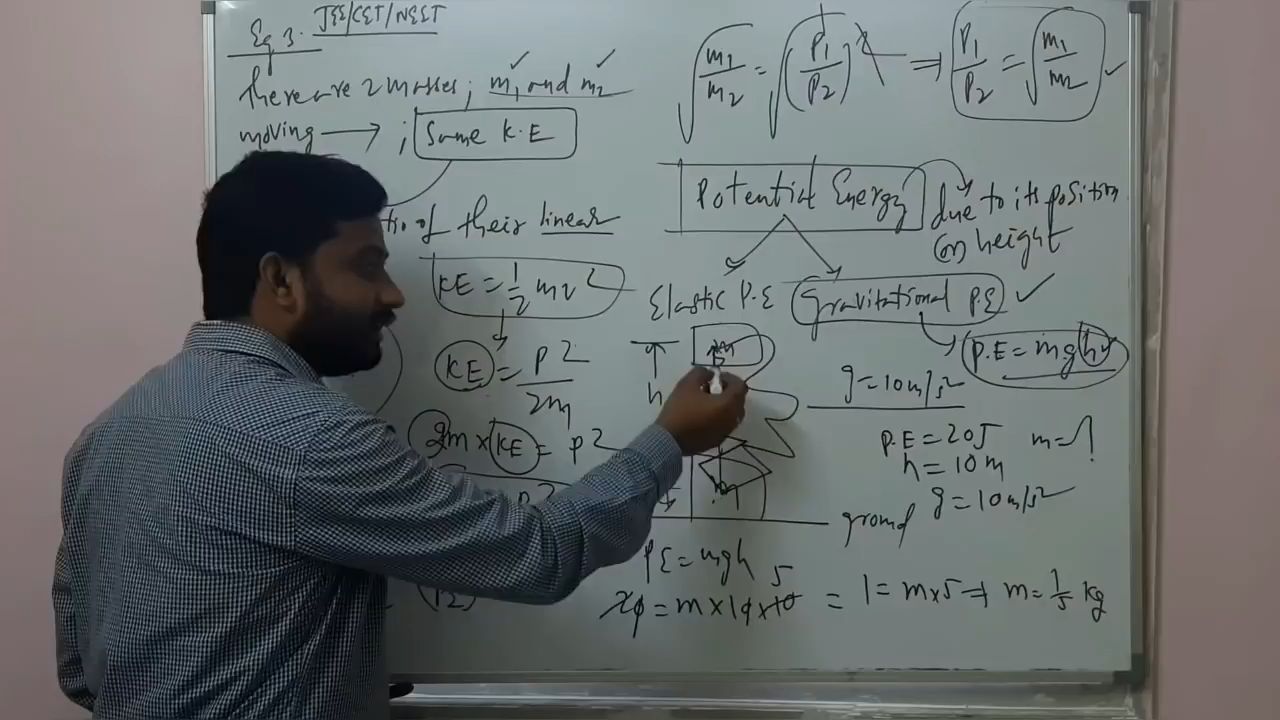 Eg 3. JEE/CET/NEET
there are 2 masses; m₁ and m₂
moving → ; Same K.E
of their linear
KE = 1/2 mv²
KE = P²/2m
2m × KE = P²
√(m₁/m₂) = √(P₁/P₂)² ⇒ P₁/P₂ = √(m₁/m₂)
Potential Energy due to its position
(or) height
Elastic P.E Gravitational P.E
P.E = mgh
m
h
g = 10 m/s²
P.E = 20J m = ?
h = 10 m
g = 10 m/s²
ground
PE = mgh
20 = m × 10 × 10 5 = 1 = m × 5 ⇒ m = 1/5 kg